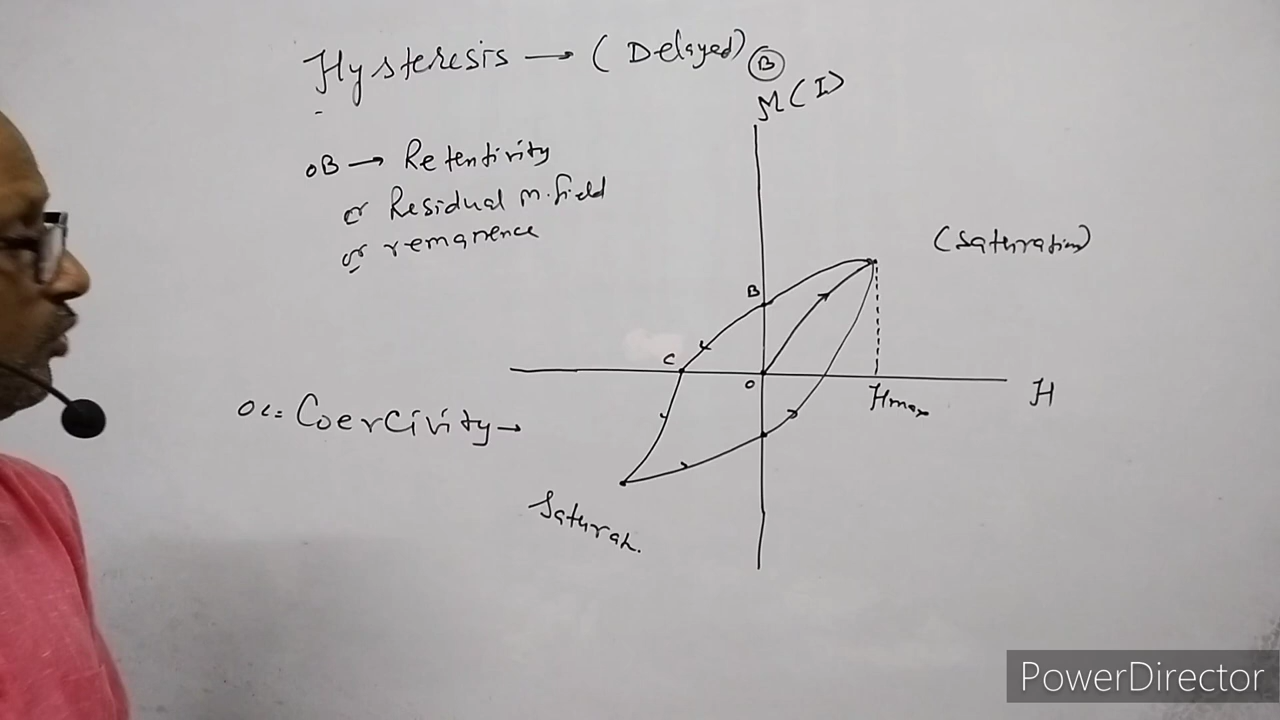 Hysteresis → (Delayed)
B
M(I)
OB → Retentivity
or Residual m.field
or remanence
(Saturation)
B
C
O
Hmax
H
OC = Coercivity →
Saturat.
PowerDirector